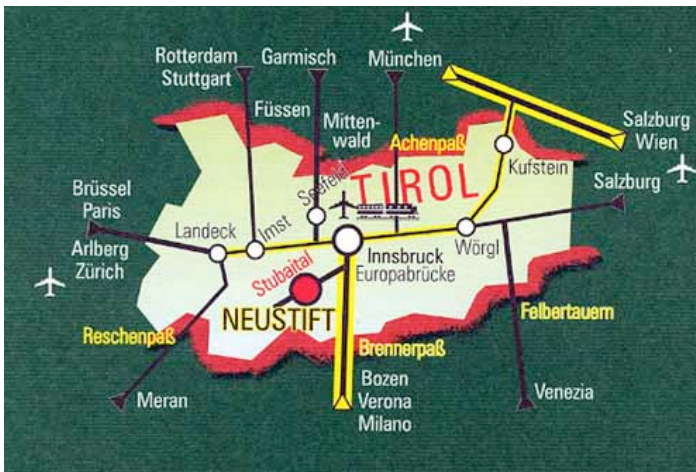 Rotterdam
Stuttgart
Garmisch
München
Füssen
Mitten-
wald
Achenpaß
Salzburg
Wien
Kufstein
TIROL
Seefeld
Salzburg
Brüssel
Paris
Arlberg
Zürich
Landeck
Imst
Innsbruck
Wörgl
Europabrücke
Stubaital
NEUSTIFT
Felbertauern
Reschenpaß
Brennerpaß
Meran
Bozen
Verona
Milano
Venezia